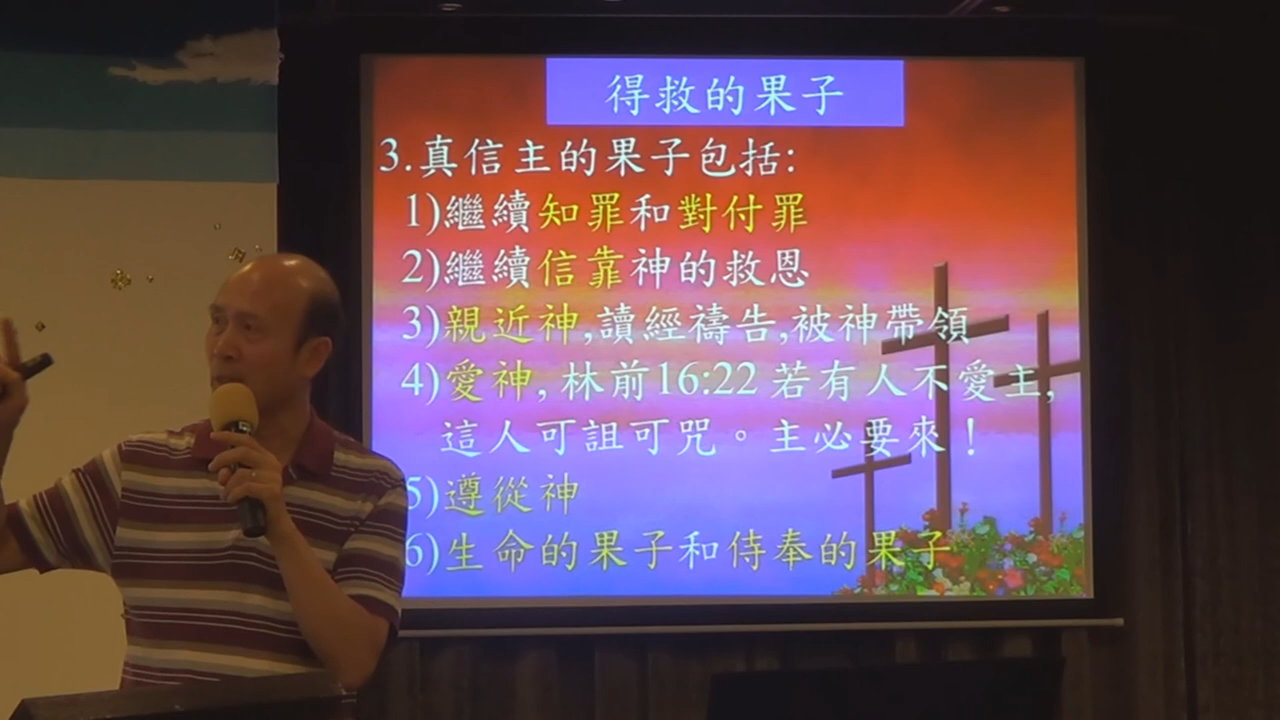 得救的果子
3.真信主的果子包括:
1)繼續知罪和對付罪
2)繼續信靠神的救恩
3)親近神,讀經禱告,被神帶領
4)愛神, 林前16:22 若有人不愛主,
這人可詛可咒。主必要來!
5)遵從神
6)生命的果子和侍奉的果子